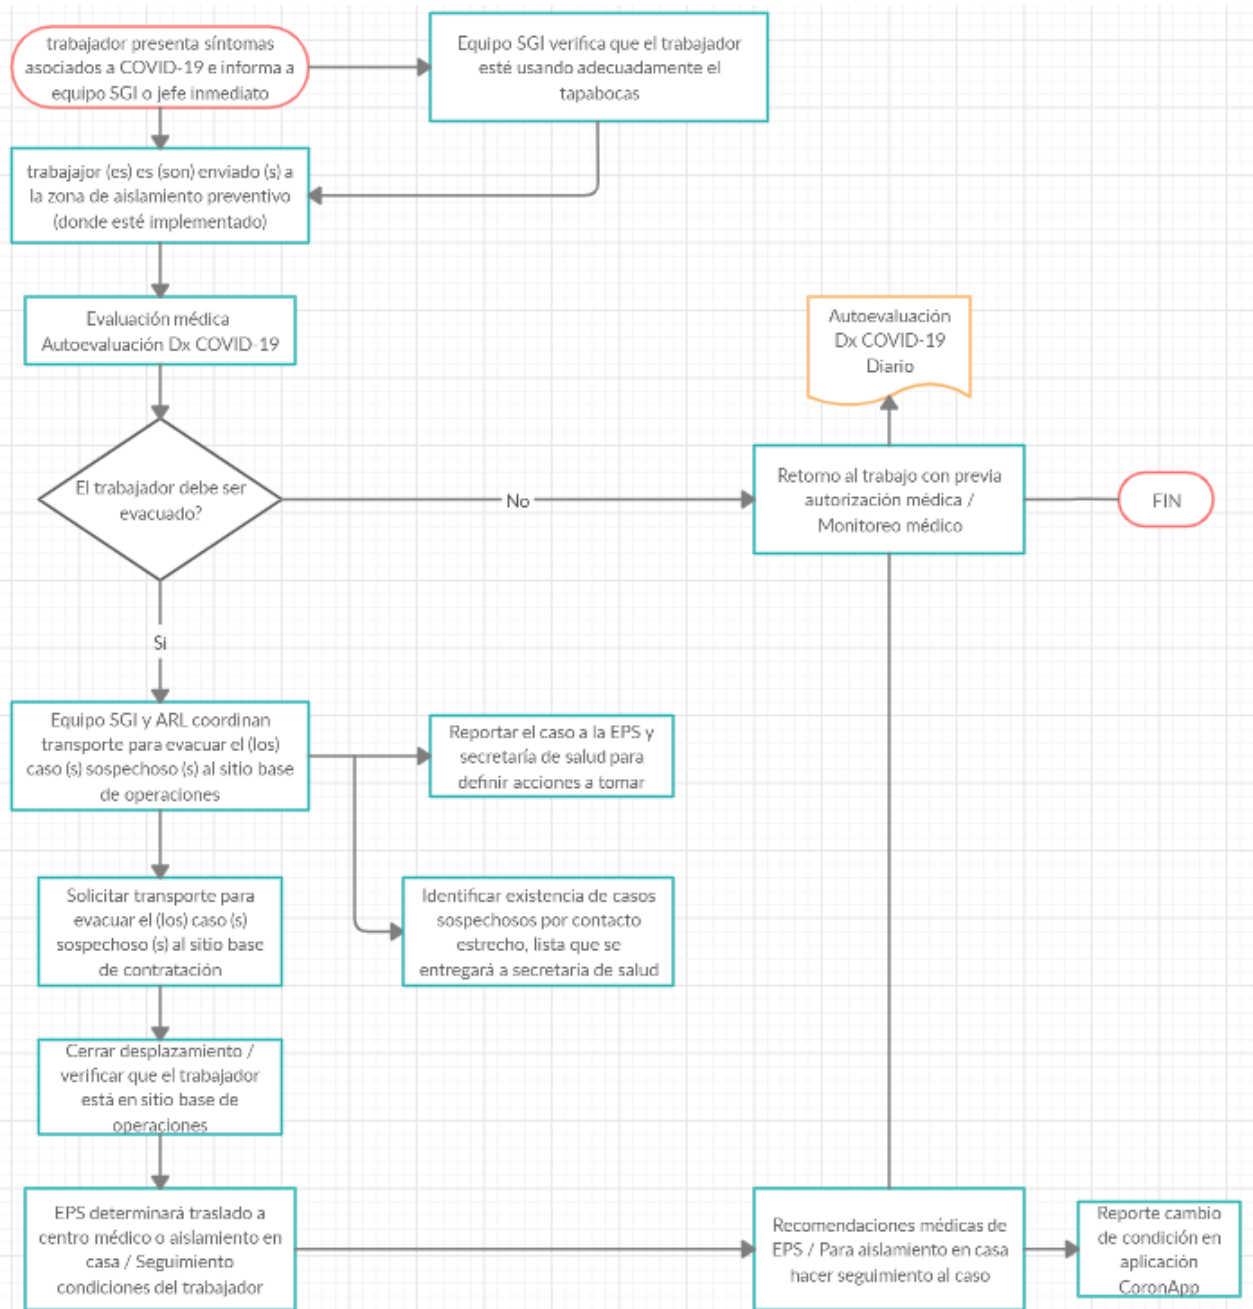 trabajador presenta síntomas
asociados a COVID-19 e informa a
equipo SGI o jefe inmediato
Equipo SGI verifica que el trabajador
esté usando adecuadamente el
tapabocas
trabajajor (es) es (son) enviado (s) a
la zona de aislamiento preventivo
(donde esté implementado)
Evaluación médica
Autoevaluación Dx COVID-19
Autoevaluación
Dx COVID-19
Diario
El trabajador debe ser
evacuado?
No
Retorno al trabajo con previa
autorización médica /
Monitoreo médico
FIN
Si
Equipo SGI y ARL coordinan
transporte para evacuar el (los)
caso (s) sospechoso (s) al sitio base
de operaciones
Reportar el caso a la EPS y
secretaría de salud para
definir acciones a tomar
Solicitar transporte para
evacuar el (los) caso (s)
sospechoso (s) al sitio base
de contratación
Identificar existencia de casos
sospechosos por contacto
estrecho, lista que se
entregará a secretaria de salud
Cerrar desplazamiento /
verificar que el trabajador
está en sitio base de
operaciones
EPS determinará traslado a
centro médico o aislamiento en
casa / Seguimiento
condiciones del trabajador
Recomendaciones médicas de
EPS / Para aislamiento en casa
hacer seguimiento al caso
Reporte cambio
de condición en
aplicación
CoronApp